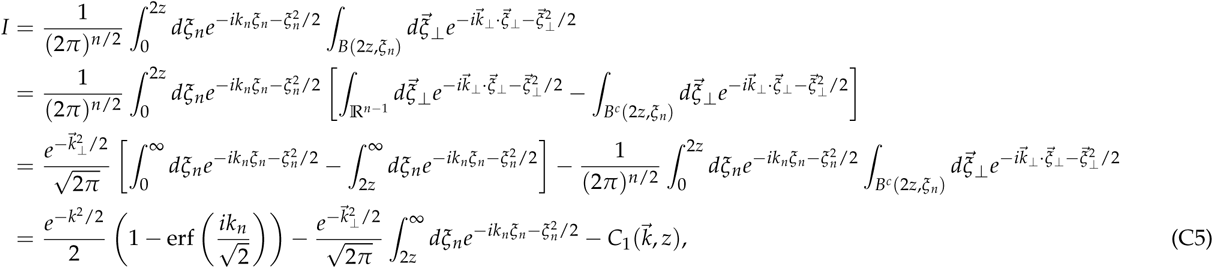 I = \frac{1}{(2\pi)^{n/2}} \int_0^{2z} d\xi_n e^{-ik_n\xi_n - \xi_n^2/2} \int_{B(2z,\xi_n)} d\vec{\xi}_\perp e^{-i\vec{k}_\perp \cdot \vec{\xi}_\perp - \vec{\xi}_\perp^2/2}
= \frac{1}{(2\pi)^{n/2}} \int_0^{2z} d\xi_n e^{-ik_n\xi_n - \xi_n^2/2} \left[ \int_{\mathbb{R}^{n-1}} d\vec{\xi}_\perp e^{-i\vec{k}_\perp \cdot \vec{\xi}_\perp - \vec{\xi}_\perp^2/2} - \int_{B^c(2z,\xi_n)} d\vec{\xi}_\perp e^{-i\vec{k}_\perp \cdot \vec{\xi}_\perp - \vec{\xi}_\perp^2/2} \right]
= \frac{e^{-\vec{k}_\perp^2/2}}{\sqrt{2\pi}} \left[ \int_0^\infty d\xi_n e^{-ik_n\xi_n - \xi_n^2/2} - \int_{2z}^\infty d\xi_n e^{-ik_n\xi_n - \xi_n^2/2} \right] - \frac{1}{(2\pi)^{n/2}} \int_0^{2z} d\xi_n e^{-ik_n\xi_n - \xi_n^2/2} \int_{B^c(2z,\xi_n)} d\vec{\xi}_\perp e^{-i\vec{k}_\perp \cdot \vec{\xi}_\perp - \vec{\xi}_\perp^2/2}
= \frac{e^{-k^2/2}}{2} \left( 1 - \text{erf}\left( \frac{ik_n}{\sqrt{2}} \right) \right) - \frac{e^{-\vec{k}_\perp^2/2}}{\sqrt{2\pi}} \int_{2z}^\infty d\xi_n e^{-ik_n\xi_n - \xi_n^2/2} - C_1(\vec{k}, z), (C5)